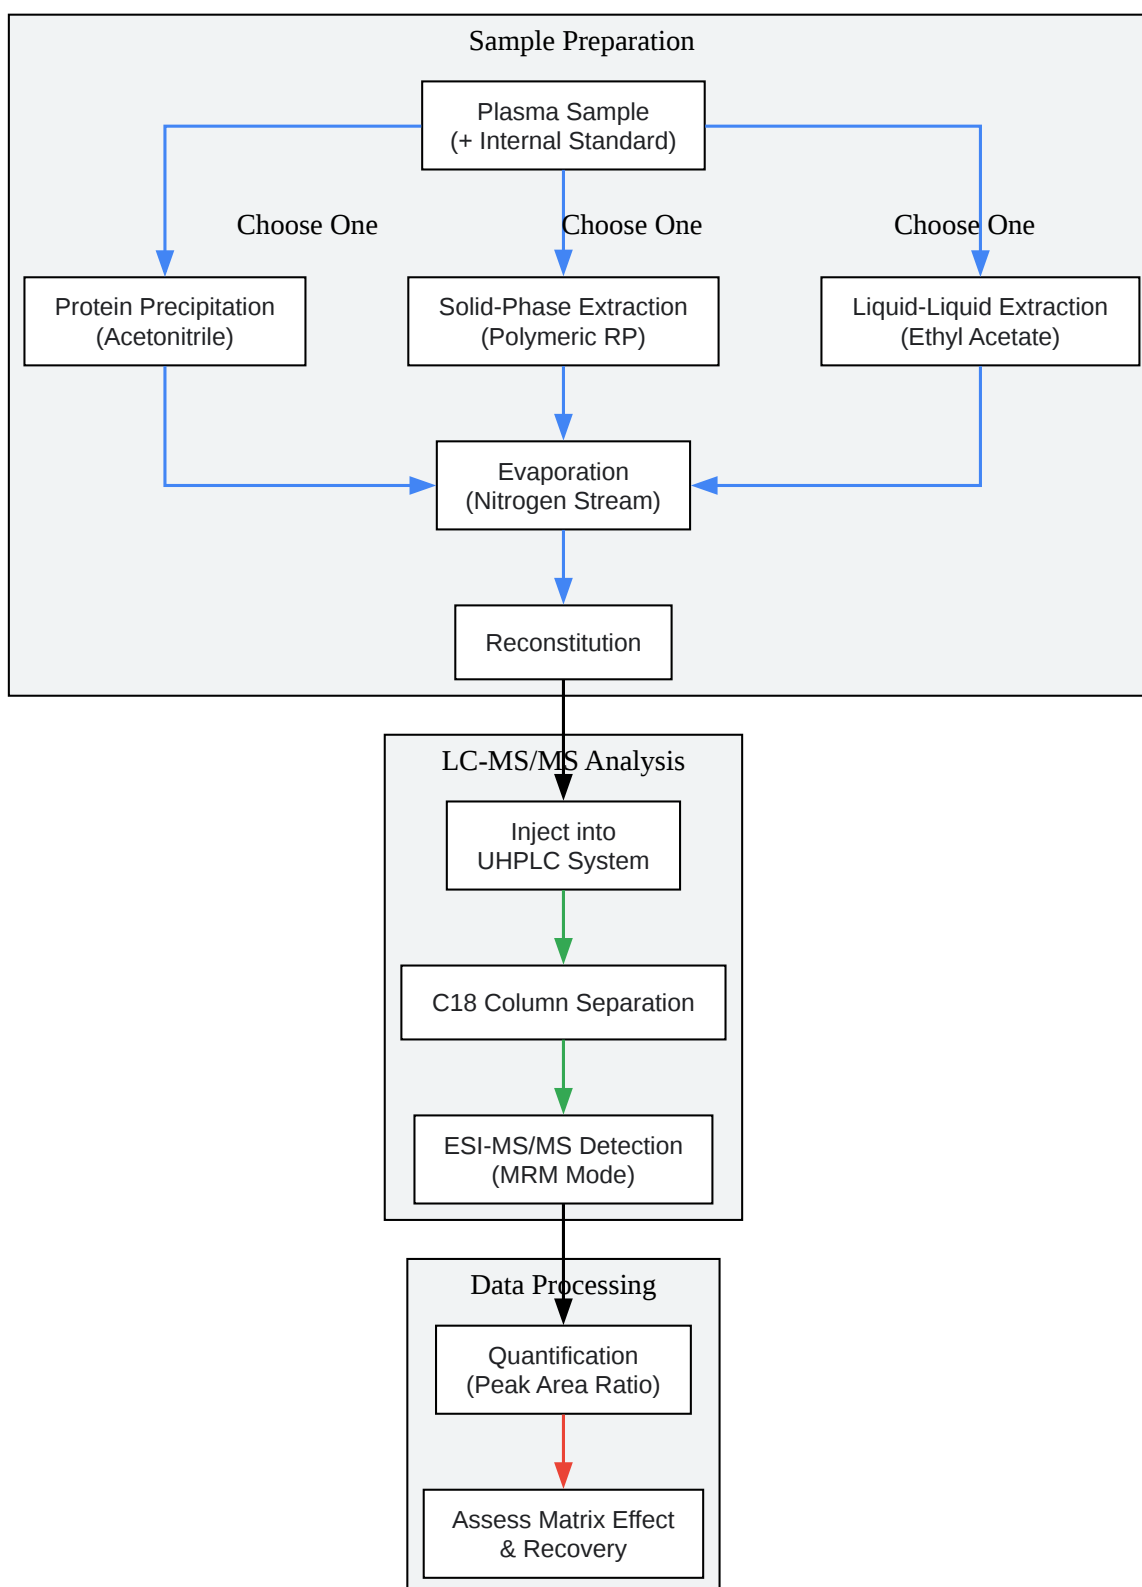 Sample Preparation
Plasma Sample
(+ Internal Standard)
Choose One
Choose One
Choose One
Protein Precipitation
(Acetonitrile)
Solid-Phase Extraction
(Polymeric RP)
Liquid-Liquid Extraction
(Ethyl Acetate)
Evaporation
(Nitrogen Stream)
Reconstitution
LC-MS/MS Analysis
Inject into
UHPLC System
C18 Column Separation
ESI-MS/MS Detection
(MRM Mode)
Data Processing
Quantification
(Peak Area Ratio)
Assess Matrix Effect
& Recovery